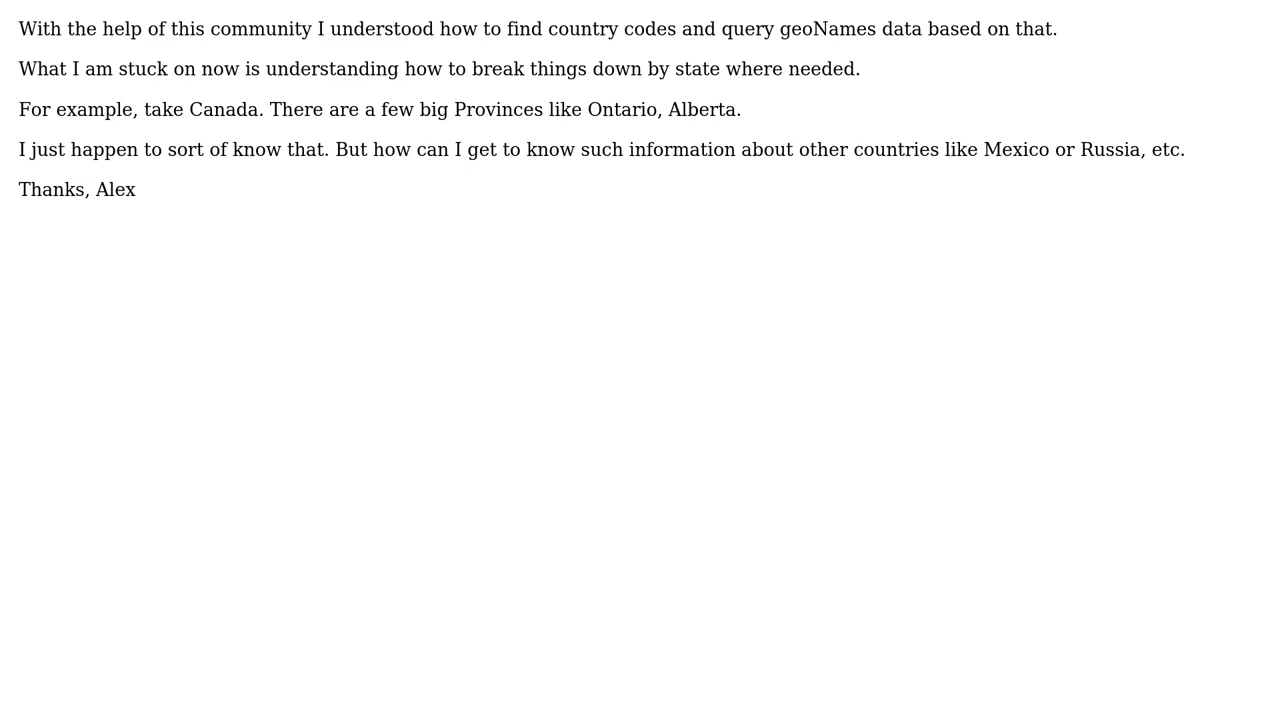 With the help of this community I understood how to find country codes and query geoNames data based on that.
What I am stuck on now is understanding how to break things down by state where needed.
For example, take Canada. There are a few big Provinces like Ontario, Alberta.
I just happen to sort of know that. But how can I get to know such information about other countries like Mexico or Russia, etc.
Thanks, Alex